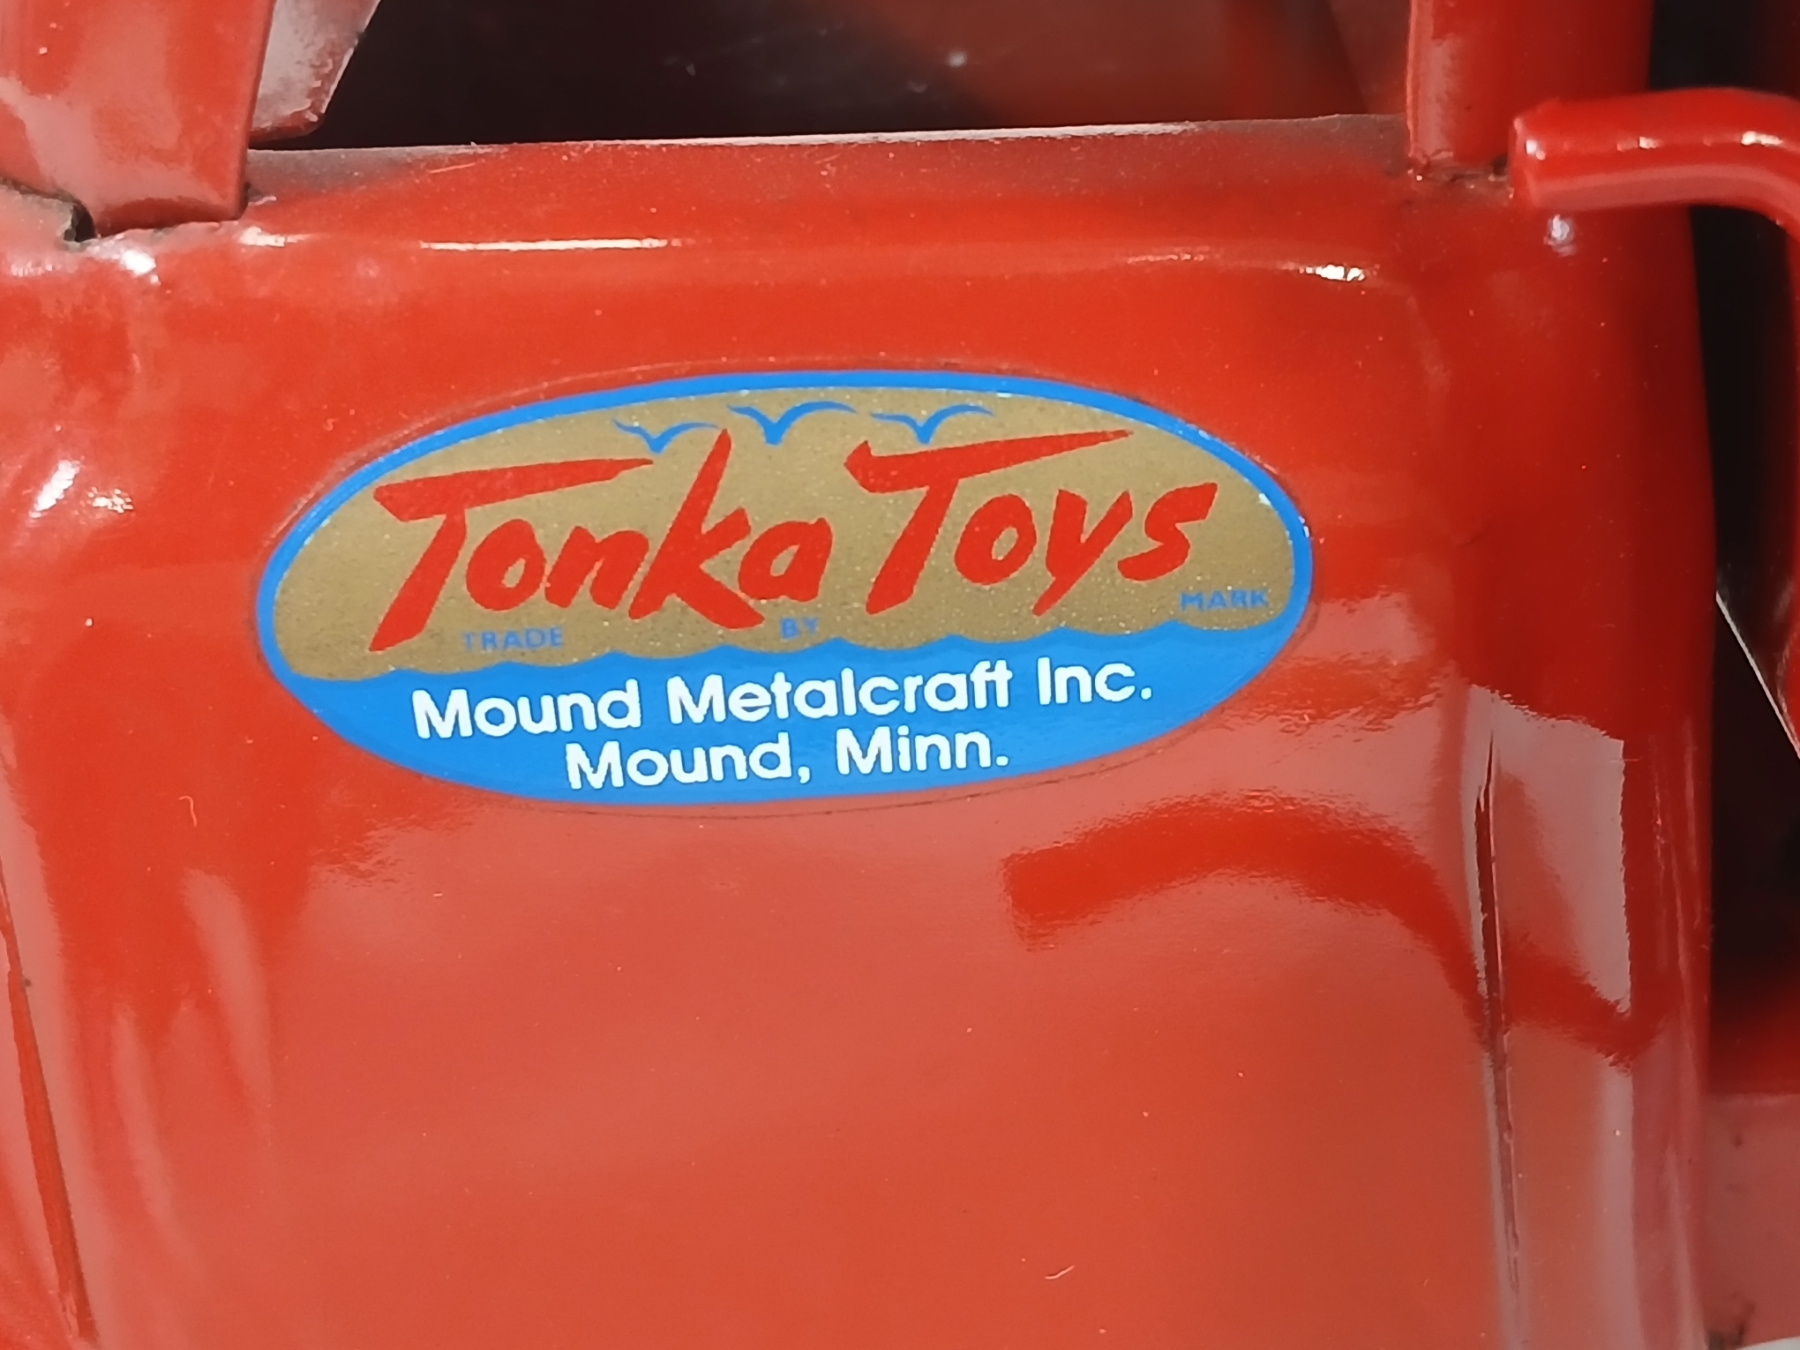 Tonka Toys
TRADE BY MARK
Mound Metalcraft Inc.
Mound, Minn.